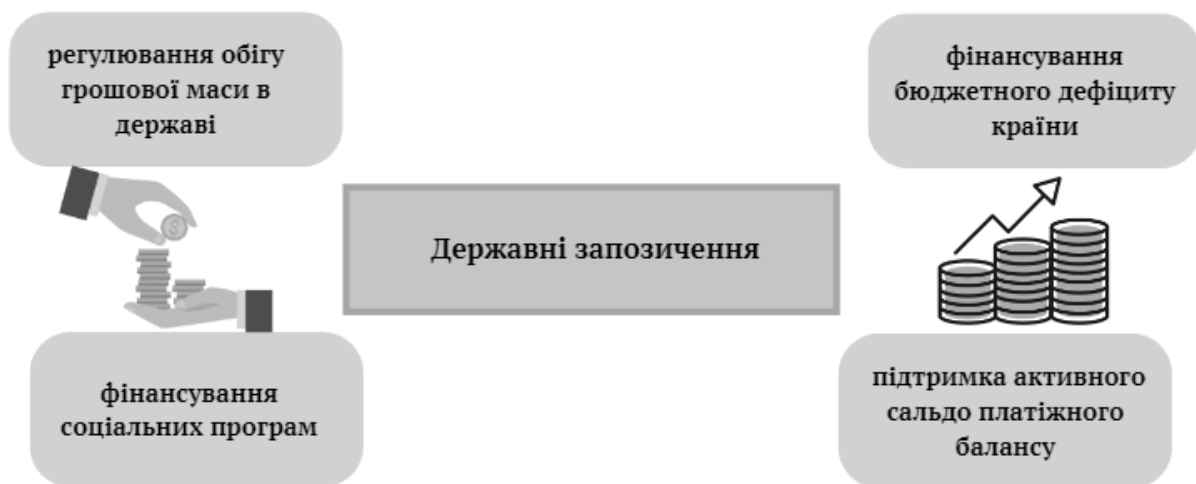 регулювання обігу
грошової маси в
державі
фінансування
бюджетного дефіциту
країни
Державні запозичення
фінансування
соціальних програм
підтримка активного
сальдо платіжного
балансу